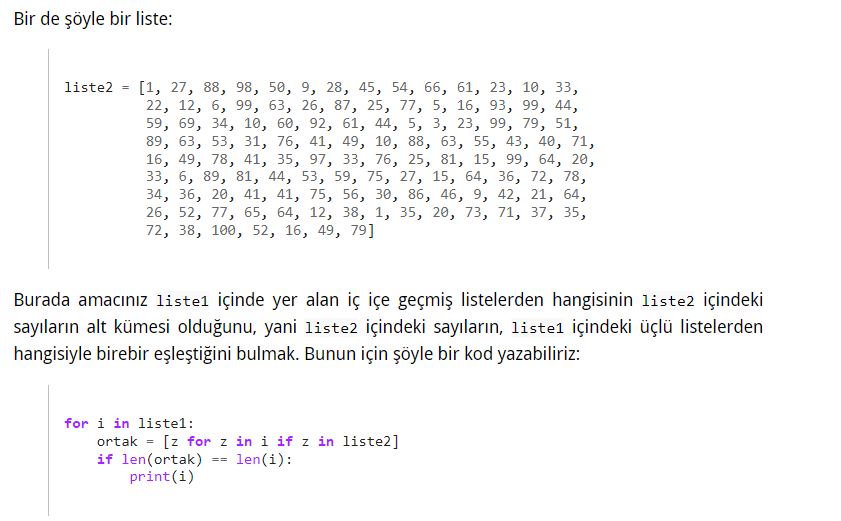 Bir de şöyle bir liste:
liste2 = [1, 27, 88, 98, 50, 9, 28, 45, 54, 66, 61, 23, 10, 33,
22, 12, 6, 99, 63, 26, 87, 25, 77, 5, 16, 93, 99, 44,
59, 69, 34, 10, 60, 92, 61, 44, 5, 3, 23, 99, 79, 51,
89, 63, 53, 31, 76, 41, 49, 10, 88, 63, 55, 43, 40, 71,
16, 49, 78, 41, 35, 97, 33, 76, 25, 81, 15, 99, 64, 20,
33, 6, 89, 81, 44, 53, 59, 75, 27, 15, 64, 36, 72, 78,
34, 36, 20, 41, 41, 75, 56, 30, 86, 46, 9, 42, 21, 64,
26, 52, 77, 65, 64, 12, 38, 1, 35, 20, 73, 71, 37, 35,
72, 38, 100, 52, 16, 49, 79]
Burada amacınız liste1 içinde yer alan iç içe geçmiş listelerden hangisinin liste2 içindeki
sayıların alt kümesi olduğunu, yani liste2 içindeki sayıların, liste1 içindeki üçlü listelerden
hangisiyle birebir eşleştiğini bulmak. Bunun için şöyle bir kod yazabiliriz:
for i in liste1:
ortak = [z for z in i if z in liste2]
if len(ortak) == len(i):
print(i)